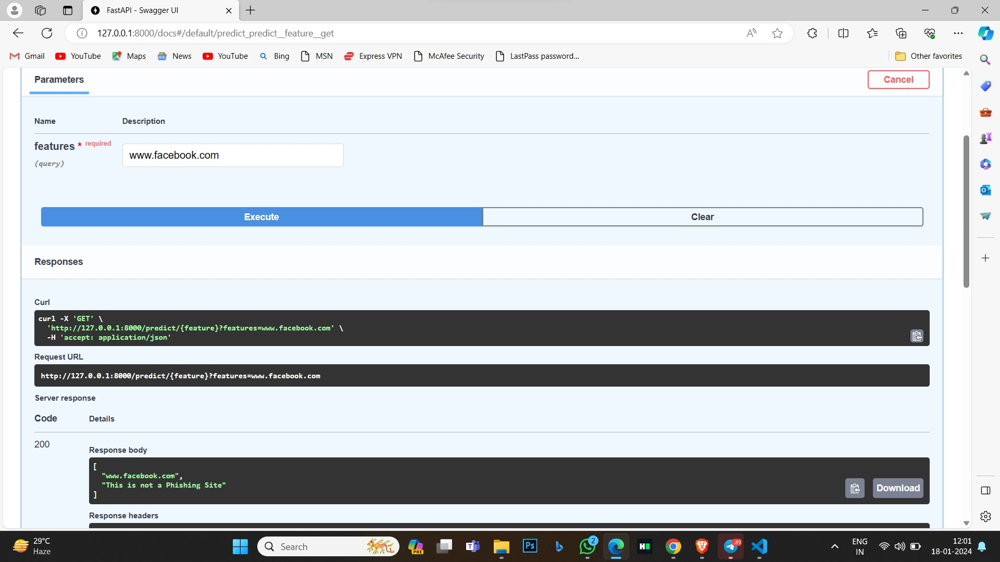 FastAPI - Swagger UI
127.0.0.1:8000/docs#/default/predict_predict__feature__get
Gmail YouTube Maps News YouTube Bing MSN Express VPN McAfee Security LastPass password... Other favorites
Parameters Cancel
Name Description
features * required www.facebook.com
(query)
Execute Clear
Responses
Curl
curl -X 'GET' \
'http://127.0.0.1:8000/predict/{feature}?features=www.facebook.com' \
-H 'accept: application/json'
Request URL
http://127.0.0.1:8000/predict/{feature}?features=www.facebook.com
Server response
Code Details
200
Response body
[
"www.facebook.com",
"This is not a Phishing Site"
]
Download
Response headers
29°C
Haze
Search
PRE
Ps
2
89
ENG
IN
12:01
18-01-2024